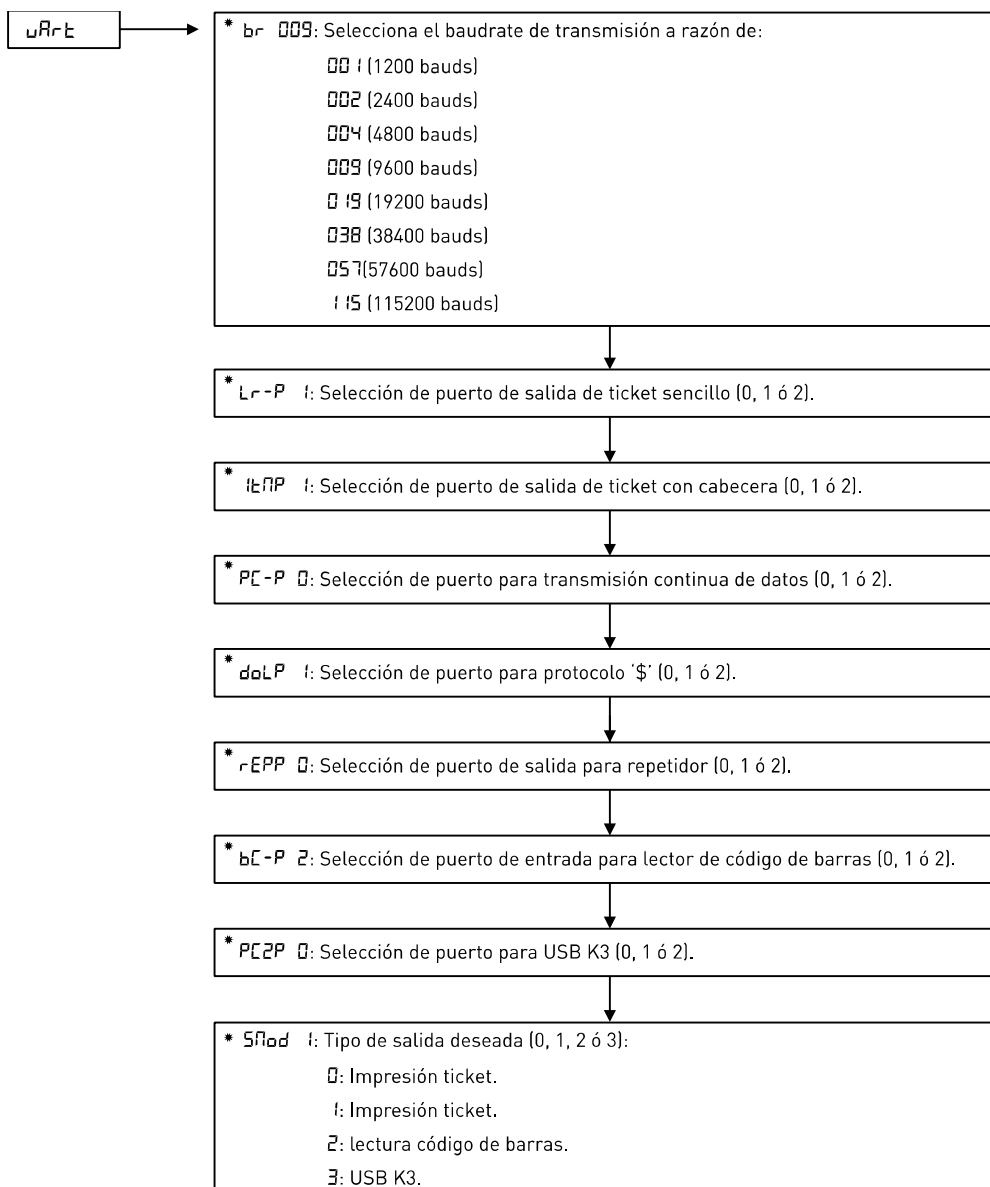 uArt
* br 009: Selecciona el baudrate de transmisión a razón de:
001 (1200 bauds)
002 (2400 bauds)
004 (4800 bauds)
009 (9600 bauds)
019 (19200 bauds)
038 (38400 bauds)
057(57600 bauds)
115 (115200 bauds)
* Lr-P 1: Selección de puerto de salida de ticket sencillo (0, 1 ó 2).
* ItMP 1: Selección de puerto de salida de ticket con cabecera (0, 1 ó 2).
* PC-P 0: Selección de puerto para transmisión continua de datos (0, 1 ó 2).
* doLP 1: Selección de puerto para protocolo '$' (0, 1 ó 2).
* rEPP 0: Selección de puerto de salida para repetidor (0, 1 ó 2).
* bC-P 2: Selección de puerto de entrada para lector de código de barras (0, 1 ó 2).
* PC2P 0: Selección de puerto para USB K3 (0, 1 ó 2).
* SMod 1: Tipo de salida deseada (0, 1, 2 ó 3):
0: Impresión ticket.
1: Impresión ticket.
2: lectura código de barras.
3: USB K3.